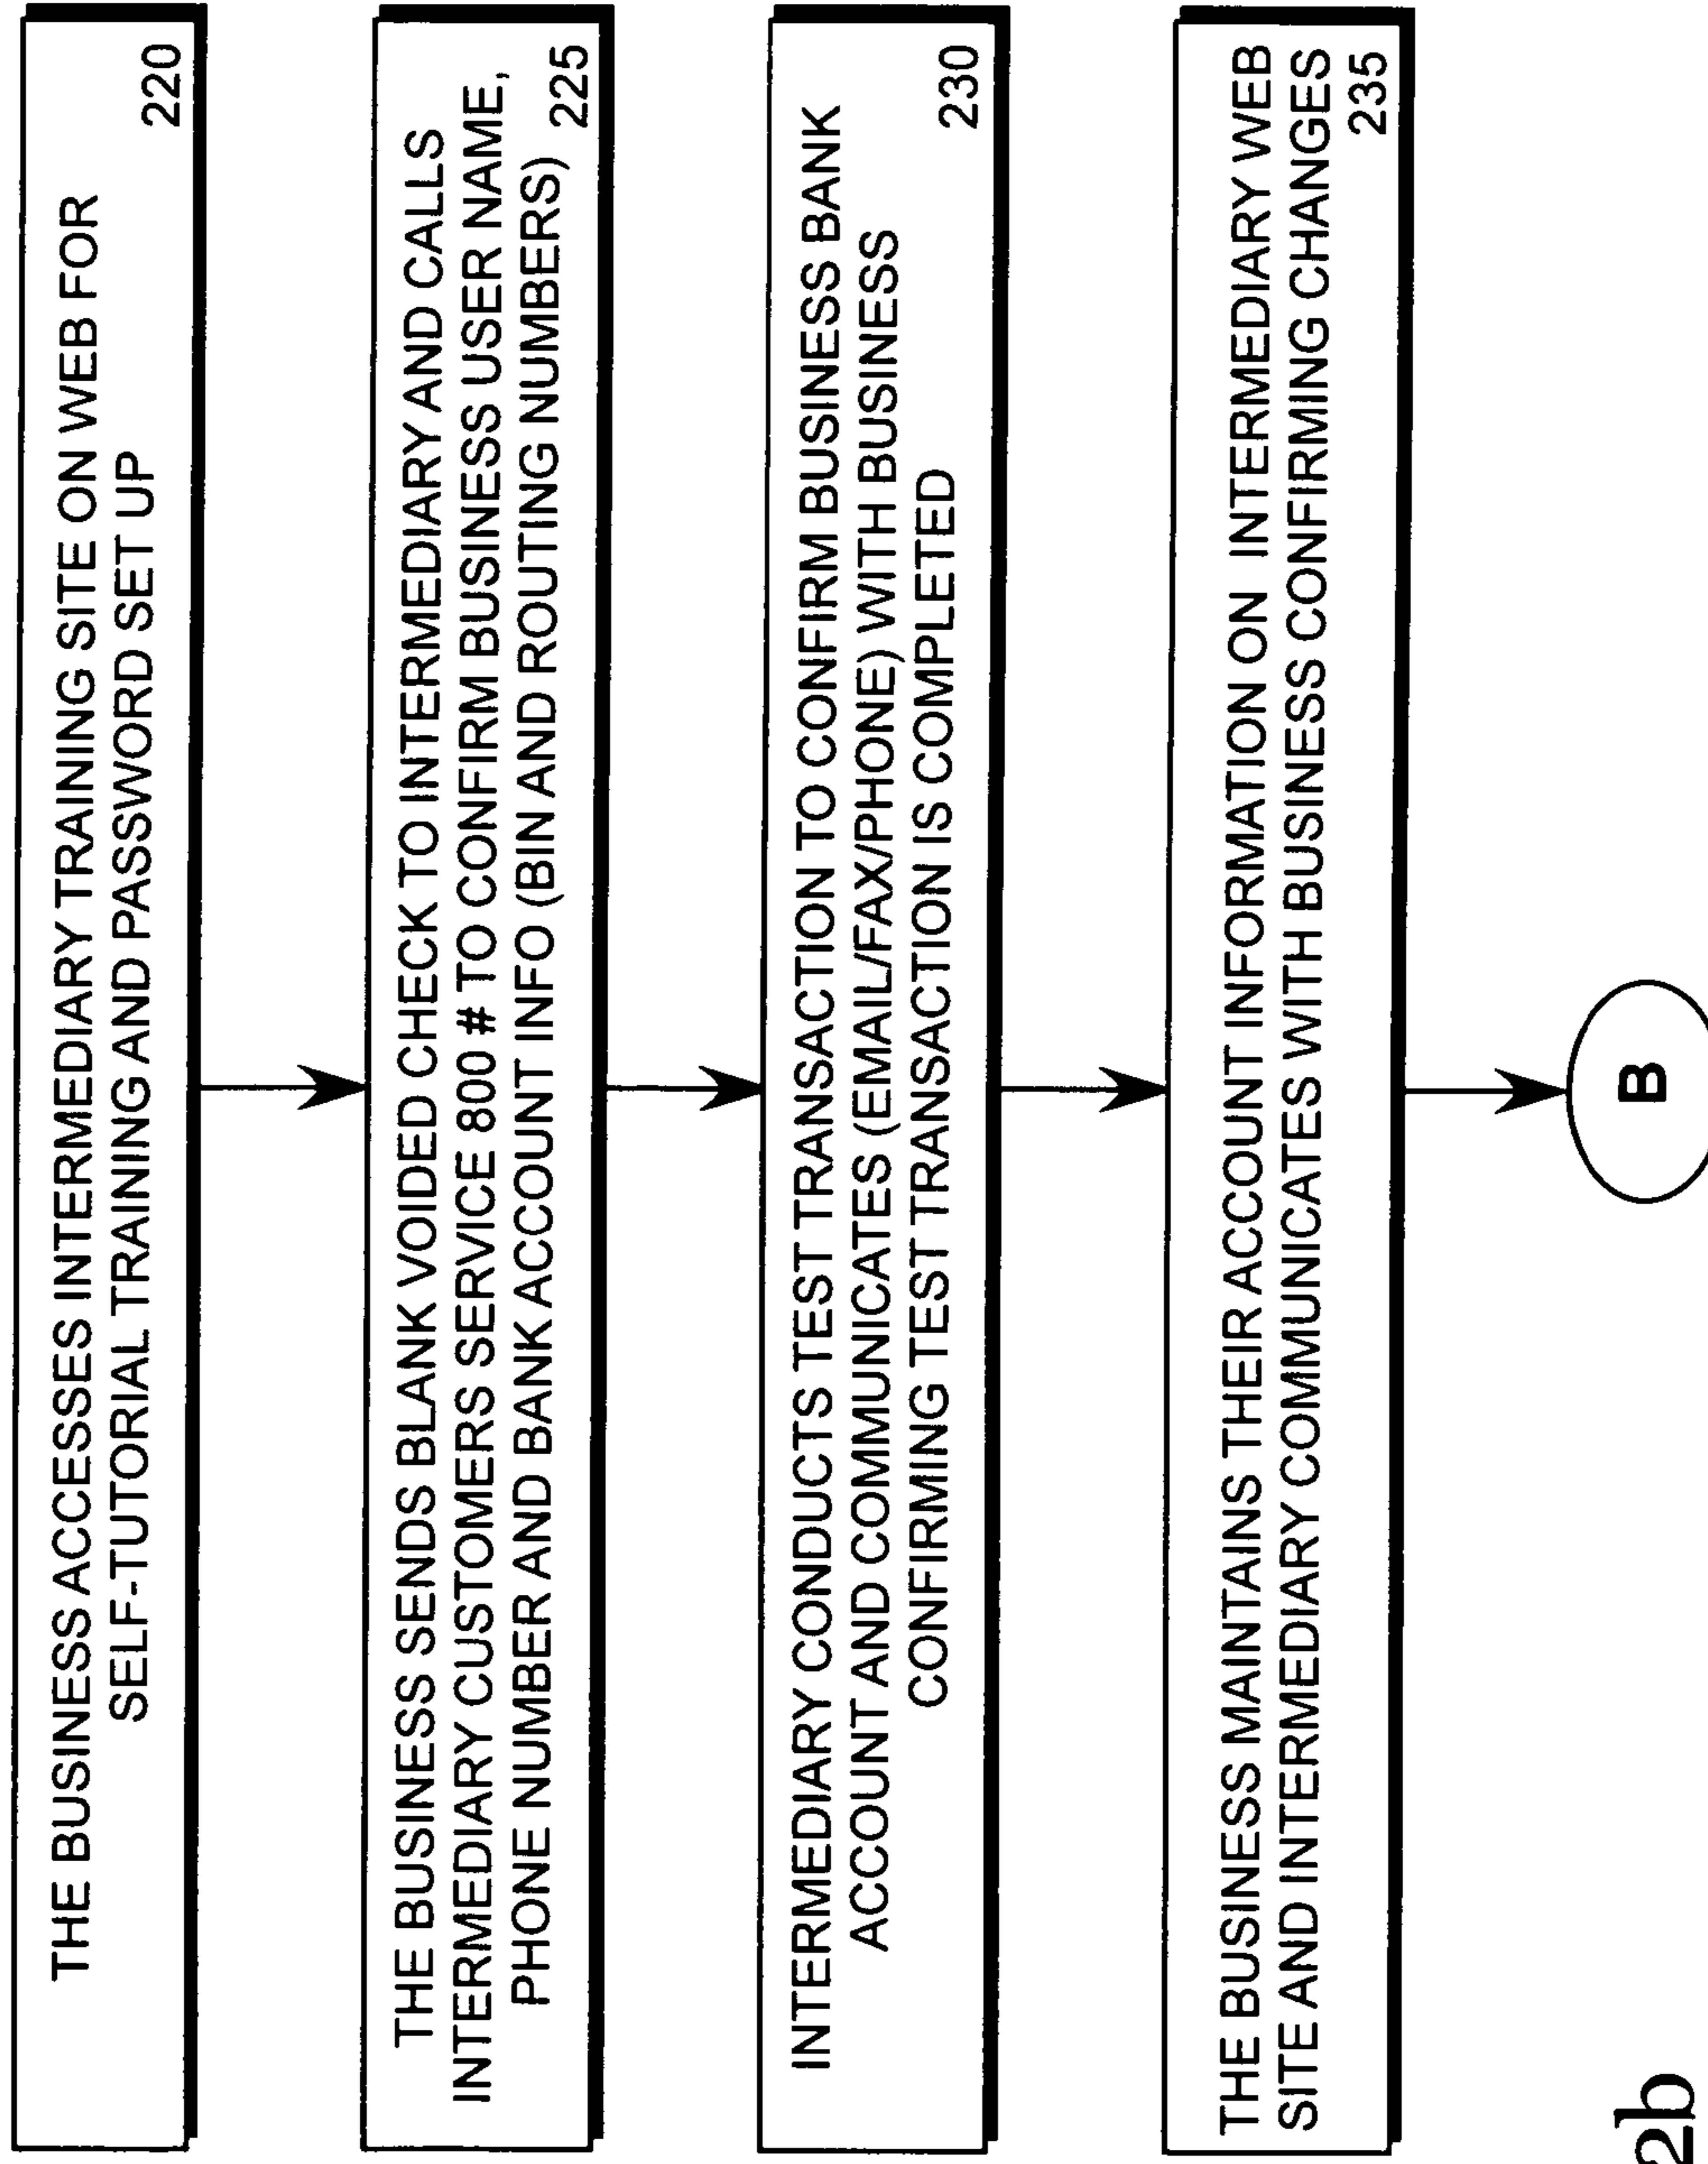 THE BUSINESS ACCESSES INTERMEDIARY TRAINING SITE ON WEB FOR
SELF-TUTORIAL TRAINING AND PASSWORD SET UP
220
THE BUSINESS SENDS BLANK VOIDED CHECK TO INTERMEDIARY AND CALLS
INTERMEDIARY CUSTOMERS SERVICE 800 # TO CONFIRM BUSINESS USER NAME,
PHONE NUMBER AND BANK ACCOUNT INFO (BIN AND ROUTING NUMBERS)
225
INTERMEDIARY CONDUCTS TEST TRANSACTION TO CONFIRM BUSINESS BANK
ACCOUNT AND COMMUNICATES (EMAIL/FAX/PHONE) WITH BUSINESS
CONFIRMING TEST TRANSACTION IS COMPLETED
230
THE BUSINESS MAINTAINS THEIR ACCOUNT INFORMATION ON INTERMEDIARY WEB
SITE AND INTERMEDIARY COMMUNICATES WITH BUSINESS CONFIRMING CHANGES
235
B
2b